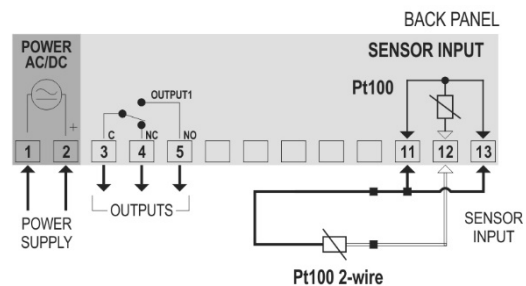 BACK PANEL
POWER
AC/DC
SENSOR INPUT
Pt100
OUTPUT1
+
C
NC
NO
1
2
3
4
5
11
12
13
POWER
SUPPLY
OUTPUTS
SENSOR
INPUT
Pt100 2-wire